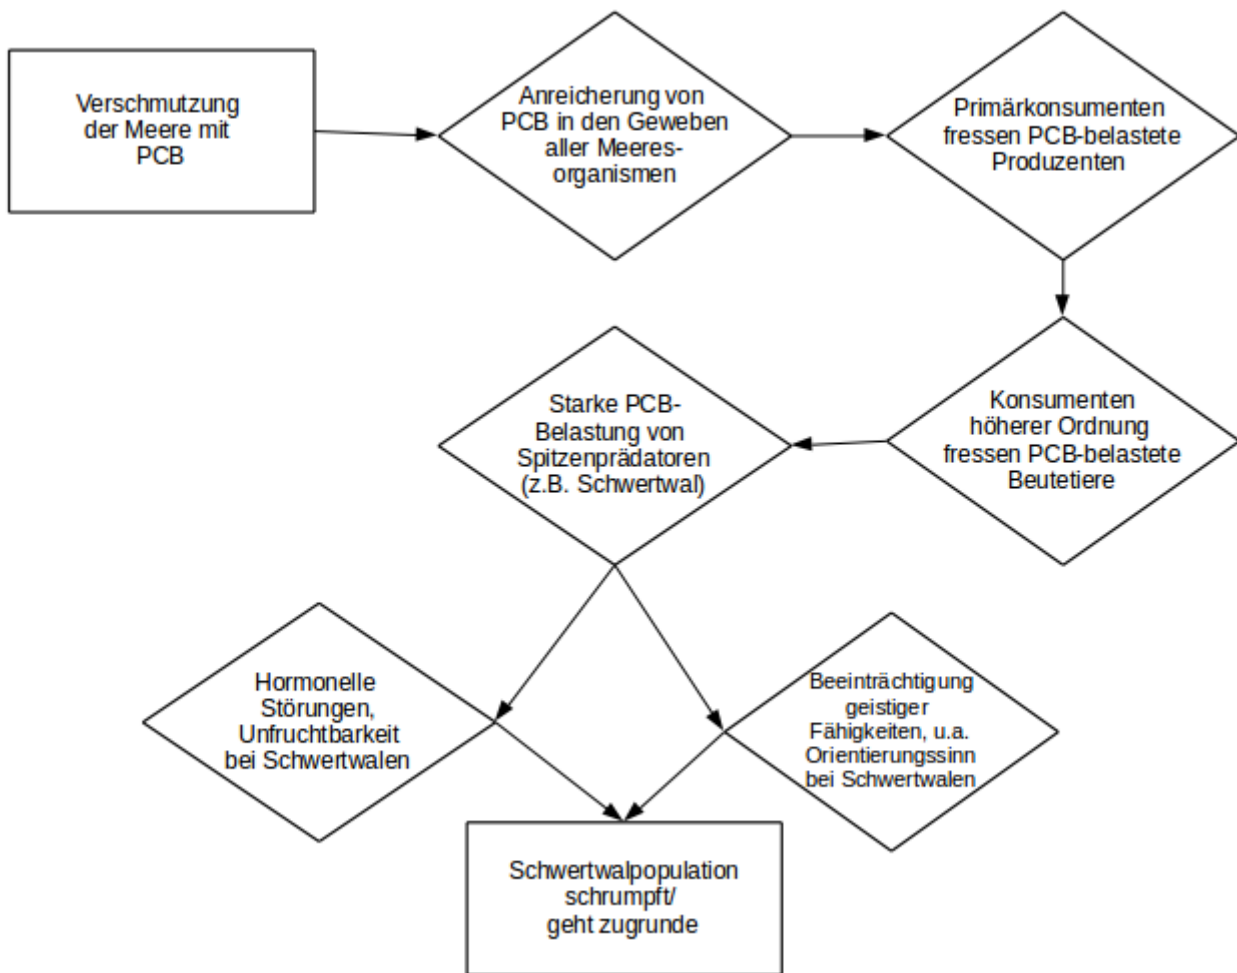 Verschmutzung
der Meere mit
PCB
Anreicherung von
PCB in den Geweben
aller Meeres-
organismen
Primärkonsumenten
fressen PCB-belastete
Produzenten
Konsumenten
höherer Ordnung
fressen PCB-belastete
Beutetiere
Starke PCB-
Belastung von
Spitzenprädatoren
(z.B. Schwertwal)
Hormonelle
Störungen,
Unfruchtbarkeit
bei Schwertwalen
Beeinträchtigung
geistiger
Fähigkeiten, u.a.
Orientierungssinn
bei Schwertwalen
Schwertwalpopulation
schrumpft/
geht zugrunde